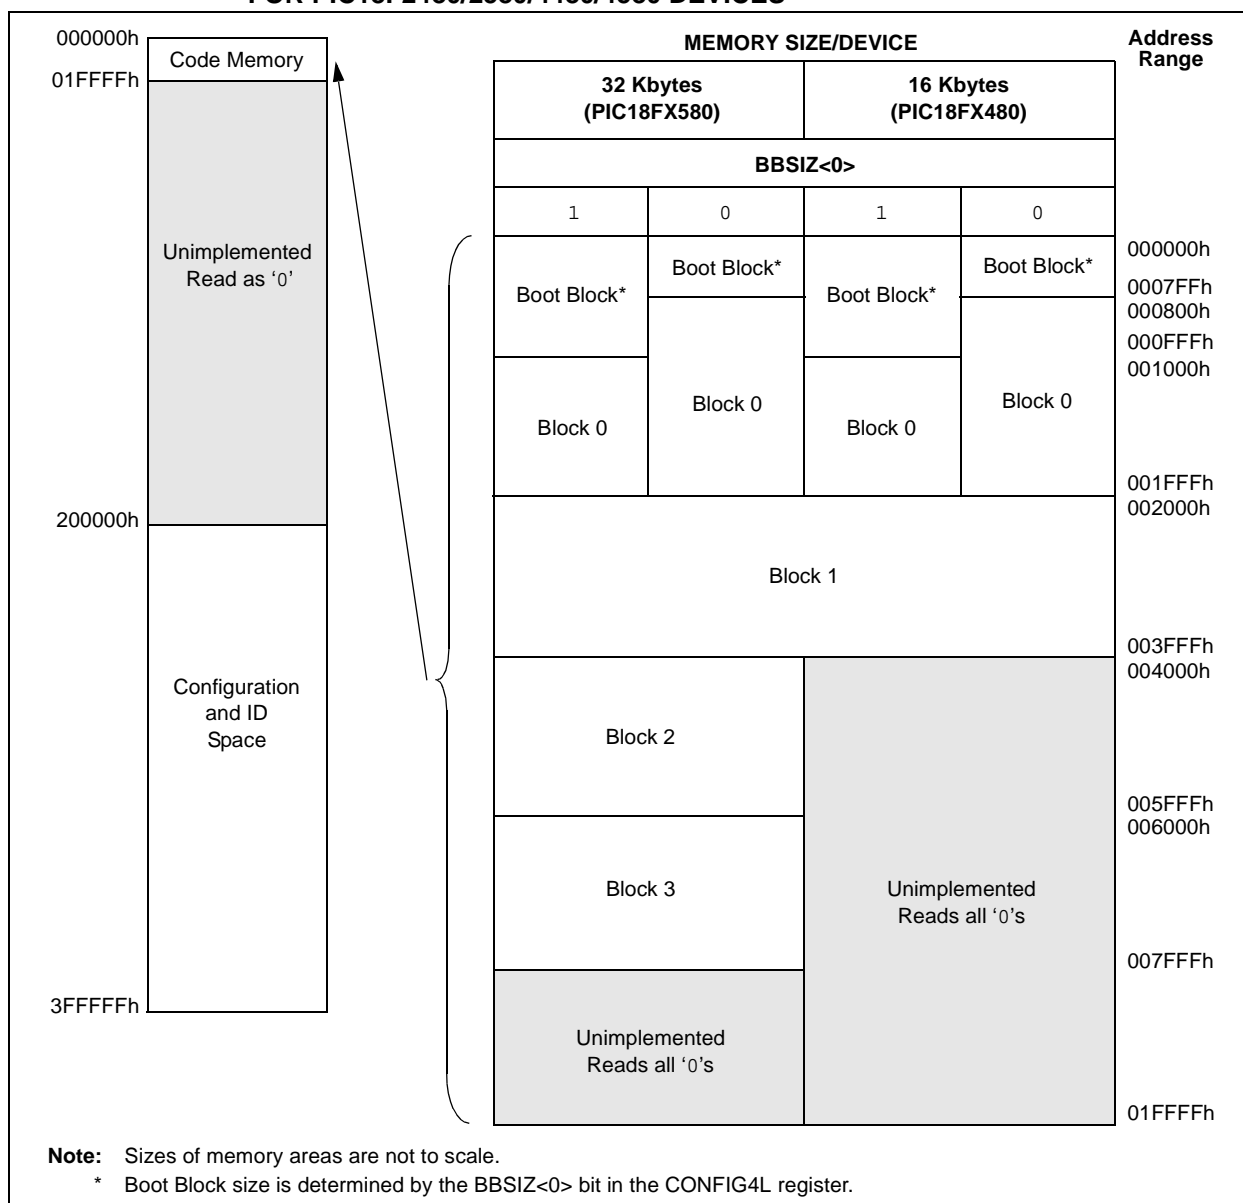 000000h
Code Memory
01FFFFh
Unimplemented
Read as ‘0’
200000h
Configuration
and ID
Space
3FFFFFh
MEMORY SIZE/DEVICE
Address
Range
32 Kbytes
(PIC18FX580)
16 Kbytes
(PIC18FX480)
BBSIZ<0>
1 0 1 0
Boot Block*
Boot Block*
Boot Block*
Boot Block*
Block 0
Block 0
Block 0
Block 0
Block 1
Block 2
Block 3
Unimplemented
Reads all ‘0’s
Unimplemented
Reads all ‘0’s
000000h
0007FFh
000800h
000FFFh
001000h
001FFFh
002000h
003FFFh
004000h
005FFFh
006000h
007FFFh
01FFFFh
Note: Sizes of memory areas are not to scale.
* Boot Block size is determined by the BBSIZ<0> bit in the CONFIG4L register.